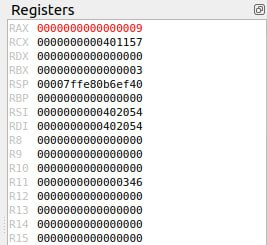 Registers
RAX 0000000000000009
RCX 0000000000401157
RDX 0000000000000000
RBX 0000000000000003
RSP 00007ffe80b6ef40
RBP 0000000000000000
RSI 0000000000402054
RDI 0000000000402054
R8 0000000000000000
R9 0000000000000000
R10 0000000000000000
R11 0000000000000346
R12 0000000000000000
R13 0000000000000000
R14 0000000000000000
R15 0000000000000000